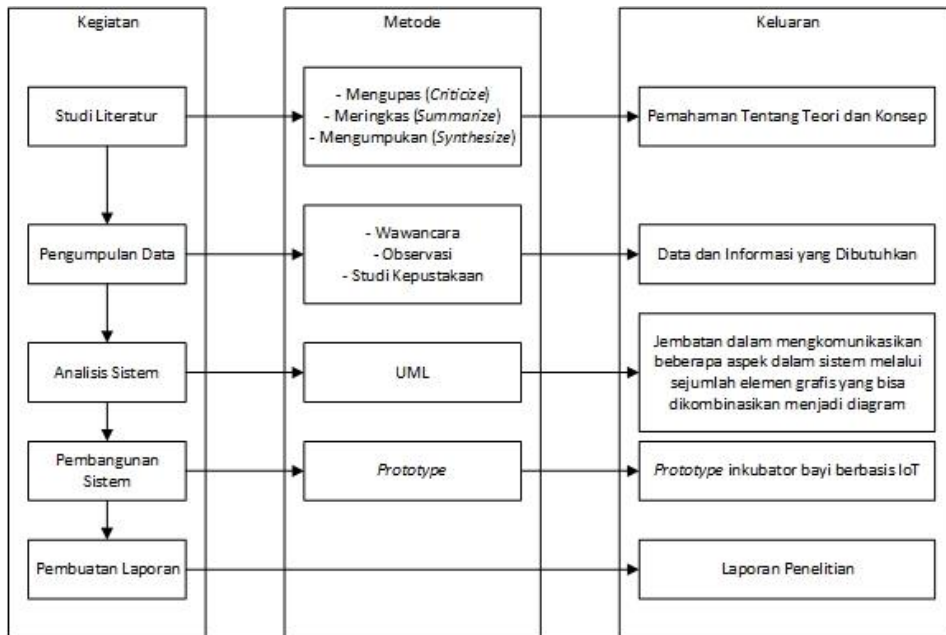 Kegiatan
Metode
Keluaran
Studi Literatur
- Mengupas (Criticize)
- Meringkas (Summarize)
- Mengumpukan (Synthesize)
Pemahaman Tentang Teori dan Konsep
Pengumpulan Data
- Wawancara
- Observasi
- Studi Kepustakaan
Data dan Informasi yang Dibutuhkan
Analisis Sistem
UML
Jembatan dalam mengkomunikasikan
beberapa aspek dalam sistem melalui
sejumlah elemen grafis yang bisa
dikombinasikan menjadi diagram
Pembangunan
Sistem
Prototype
Prototype inkubator bayi berbasis IoT
Pembuatan Laporan
Laporan Penelitian